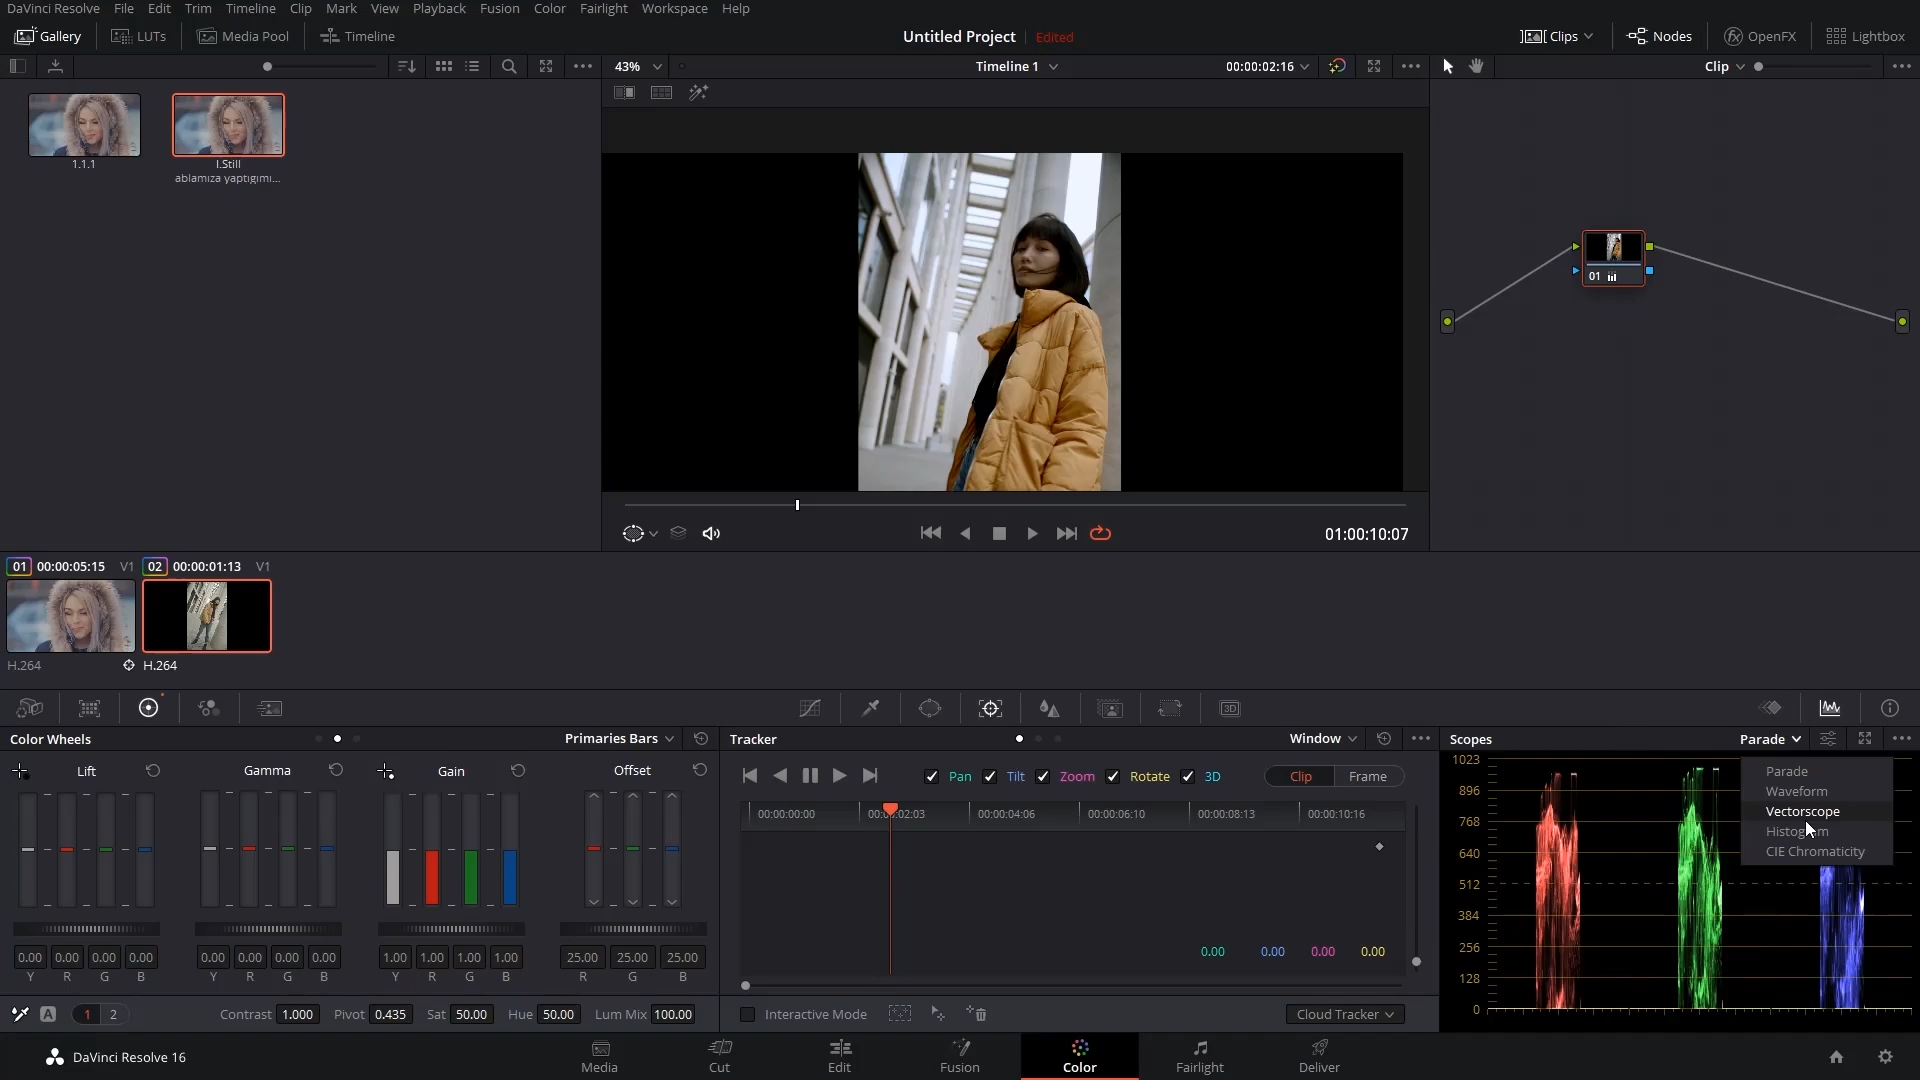 DaVinci Resolve File Edit Trim Timeline Clip Mark View Playback Fusion Color Fairlight Workspace Help
Gallery LUTs Media Pool Timeline Untitled Project Edited Clips Nodes OpenFX Lightbox
43% Timeline 1 00:00:02:16 Clip
1.1.1
I.Still
ablamıza yaptıgımı...
01
01:00:10:07
01 00:00:05:15 V1 02 00:00:01:13 V1
H.264 H.264
3D
Color Wheels Primaries Bars Tracker Window Scopes Parade
Lift Gamma Gain Offset
Pan Tilt Zoom Rotate 3D Clip Frame
00:00:00:00 00:00:02:03 00:00:04:06 00:00:06:10 00:00:08:13 00:00:10:16
1023
896
768
640
512
384
256
128
0
Parade
Waveform
Vectorscope
Histogram
CIE Chromaticity
0.00 0.00 0.00 0.00
0.00 0.00 0.00 0.00 0.00 0.00 0.00 0.00 1.00 1.00 1.00 1.00 25.00 25.00 25.00
Y R G B Y R G B Y R G B R G B
A 1 2 Contrast 1.000 Pivot 0.435 Sat 50.00 Hue 50.00 Lum Mix 100.00
Interactive Mode Cloud Tracker
DaVinci Resolve 16 Media Cut Edit Fusion Color Fairlight Deliver